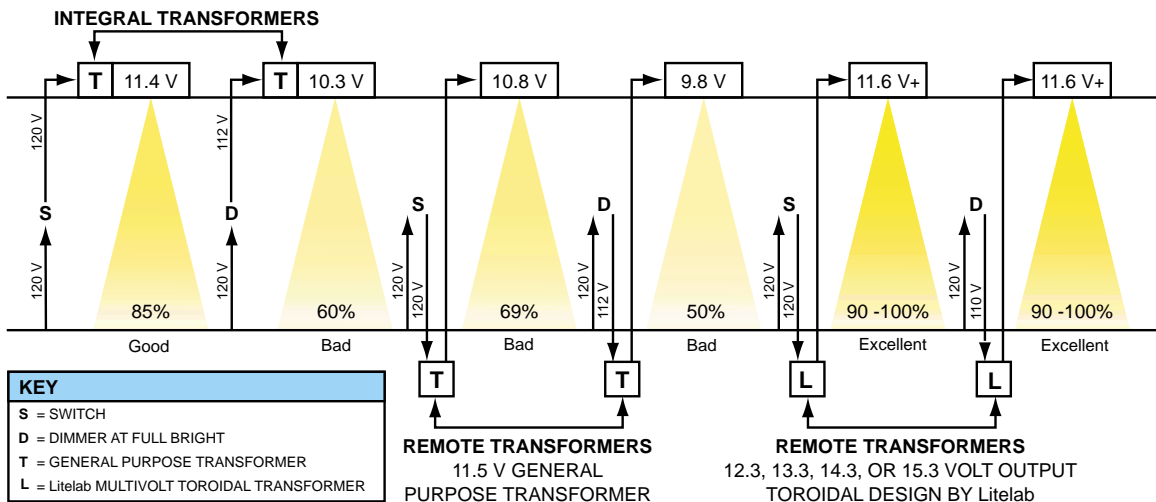 INTEGRAL TRANSFORMERS
T 11.4 V
T 10.3 V
10.8 V
9.8 V
11.6 V+
11.6 V+
120 V
112 V
S
D
S
D
S
D
120 V
120 V
120 V
120 V
120 V
112 V
120 V
120 V
120 V
110 V
85%
60%
69%
50%
90 -100%
90 -100%
Good
Bad
Bad
Bad
Excellent
Excellent
T
T
L
L
KEY
S = SWITCH
D = DIMMER AT FULL BRIGHT
T = GENERAL PURPOSE TRANSFORMER
L = Litelab MULTIVOLT TOROIDAL TRANSFORMER
REMOTE TRANSFORMERS
11.5 V GENERAL
PURPOSE TRANSFORMER
REMOTE TRANSFORMERS
12.3, 13.3, 14.3, OR 15.3 VOLT OUTPUT
TOROIDAL DESIGN BY Litelab